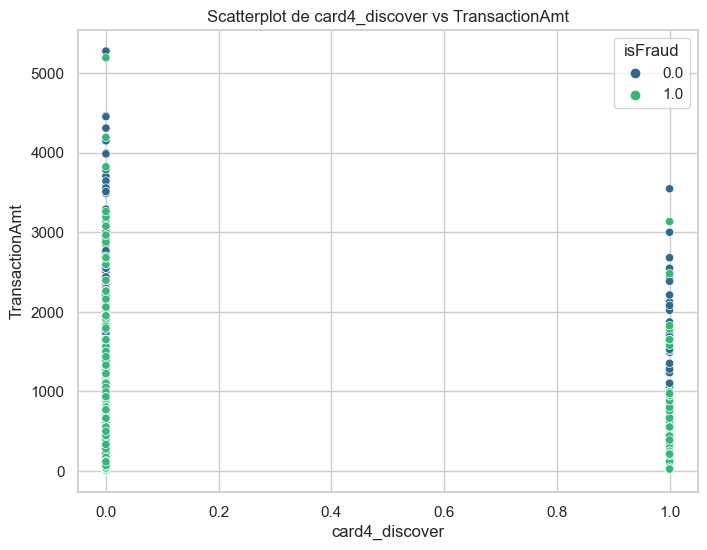 Scatterplot de card4_discover vs TransactionAmt
isFraud
0.0
1.0
TransactionAmt
5000
4000
3000
2000
1000
0
0.0 0.2 0.4 0.6 0.8 1.0
card4_discover